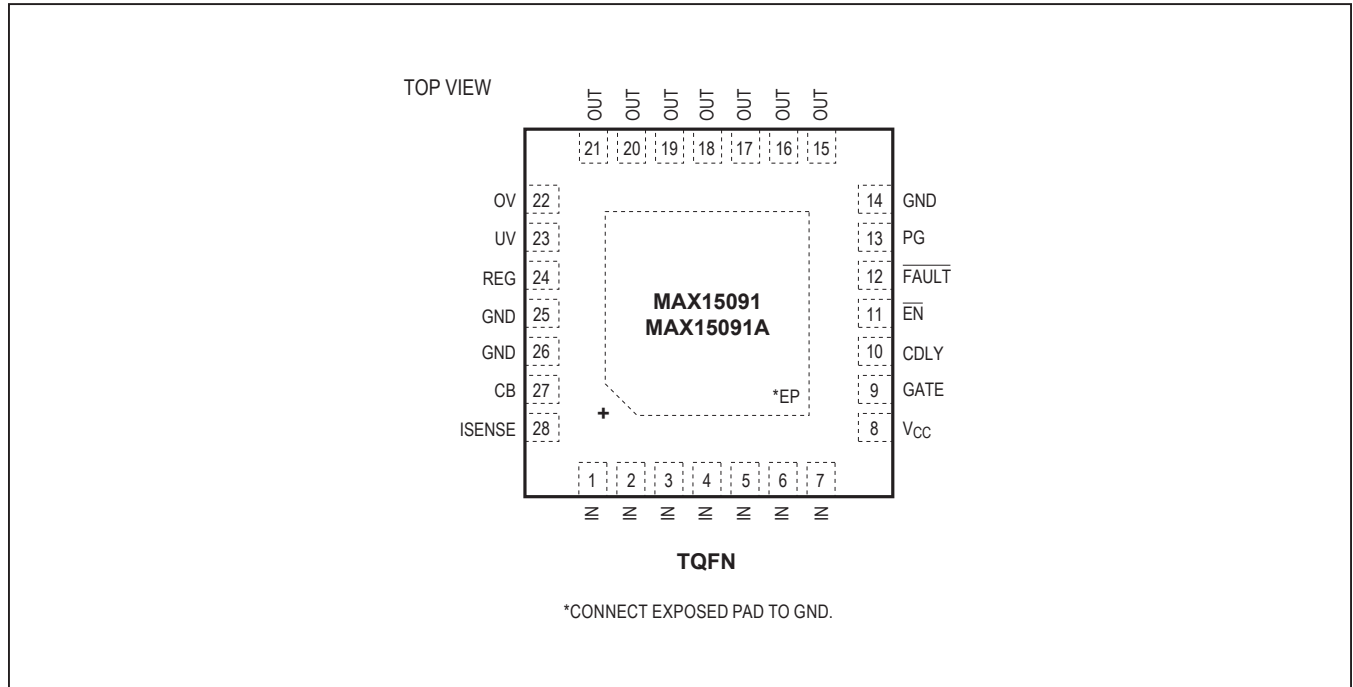 TOP VIEW
OUT OUT OUT OUT OUT OUT OUT
21 20 19 18 17 16 15
OV 22
UV 23
REG 24
GND 25
GND 26
CB 27
ISENSE 28
14 GND
13 PG
12 F̅A̅U̅L̅T̅
11 E̅N̅
10 CDLY
9 GATE
8 VCC
MAX15091
MAX15091A
*EP
+
1 2 3 4 5 6 7
IN IN IN IN IN IN IN
TQFN
*CONNECT EXPOSED PAD TO GND.